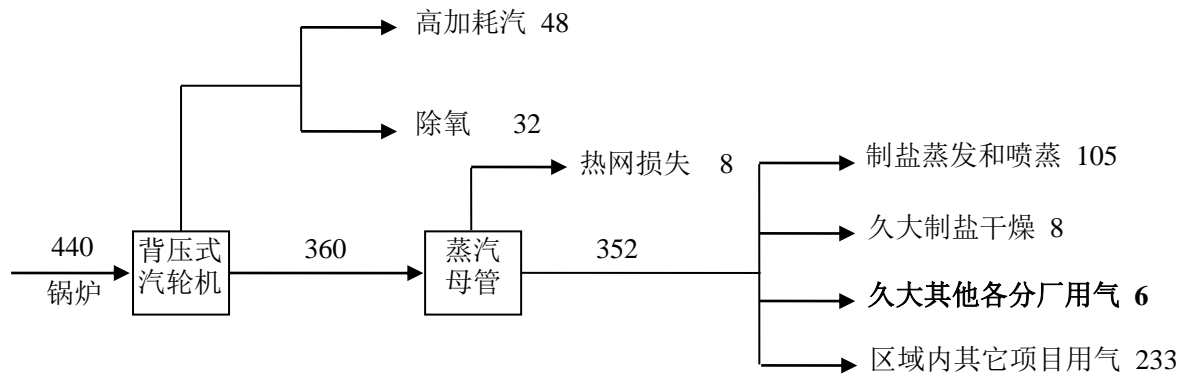 高加耗汽 48
除氧 32
热网损失 8
制盐蒸发和喷蒸 105
440
锅炉
背压式
汽轮机
360
蒸汽
母管
352
久大制盐干燥 8
久大其他各分厂用气 6
区域内其它项目用气 233